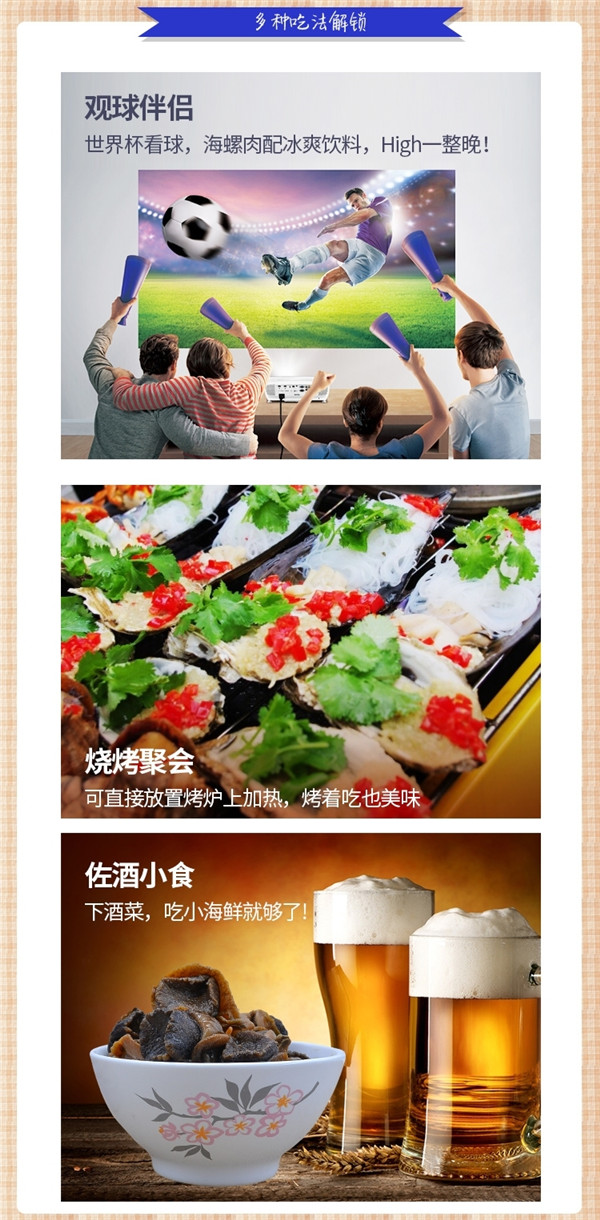 多种吃法解锁
观球伴侣
世界杯看球，海螺肉配冰爽饮料，High一整晚！
烧烤聚会
可直接放置烤炉上加热，烤着吃也美味
佐酒小食
下酒菜，吃小海鲜就够了！